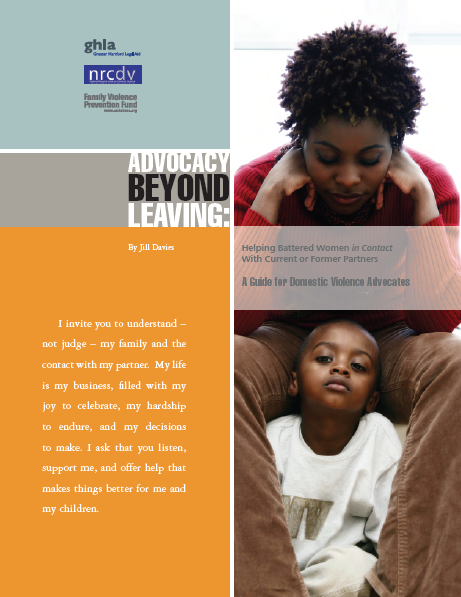 ghla
Greater Hartford Legal Aid
nrcdv
Family Violence
Prevention Fund
ADVOCACY
BEYOND
LEAVING:
By Jill Davies
Helping Battered Women in Contact
With Current or Former Partners
A Guide for Domestic Violence Advocates
I invite you to understand –
not judge – my family and the
contact with my partner. My life
is my business, filled with my
joy to celebrate, my hardship
to endure, and my decisions
to make. I ask that you listen,
support me, and offer help that
makes things better for me and
my children.